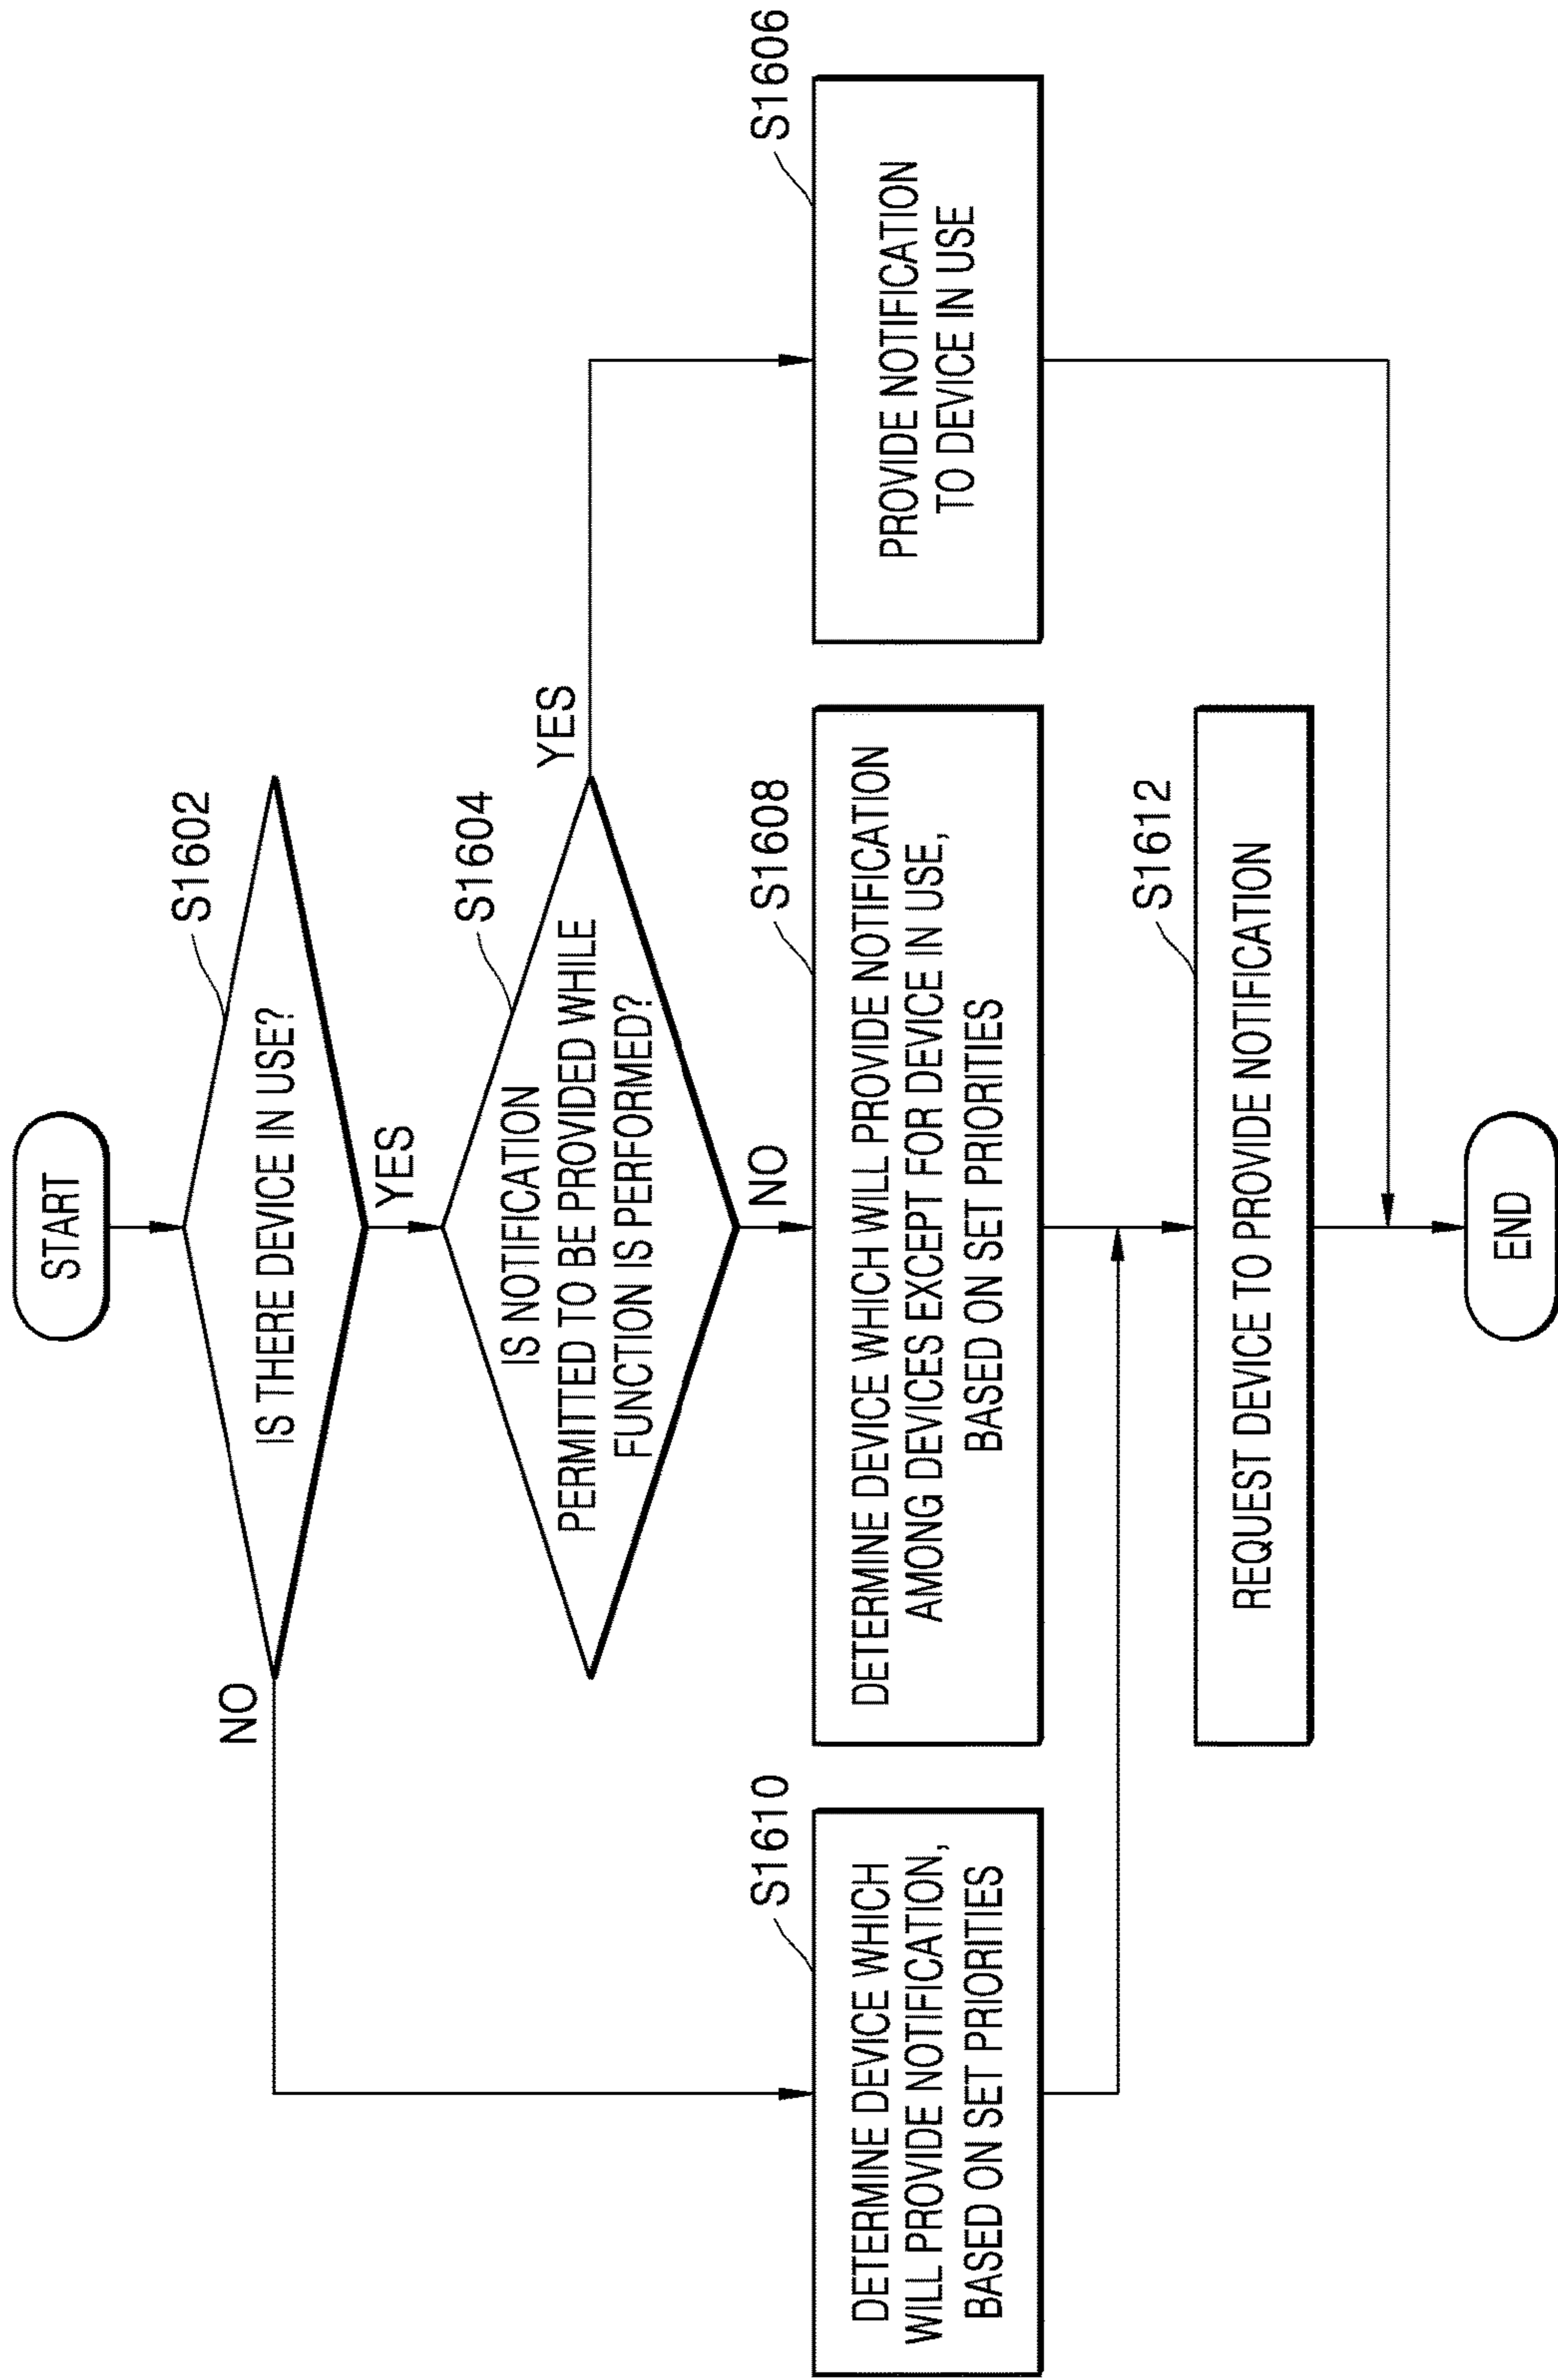 START
S1602
IS THERE DEVICE IN USE?
NO
YES
S1604
IS NOTIFICATION
PERMITTED TO BE PROVIDED WHILE
FUNCTION IS PERFORMED?
YES
NO
S1610
DETERMINE DEVICE WHICH
WILL PROVIDE NOTIFICATION,
BASED ON SET PRIORITIES
S1608
DETERMINE DEVICE WHICH WILL PROVIDE NOTIFICATION
AMONG DEVICES EXCEPT FOR DEVICE IN USE,
BASED ON SET PRIORITIES
S1606
PROVIDE NOTIFICATION
TO DEVICE IN USE
S1612
REQUEST DEVICE TO PROVIDE NOTIFICATION
END